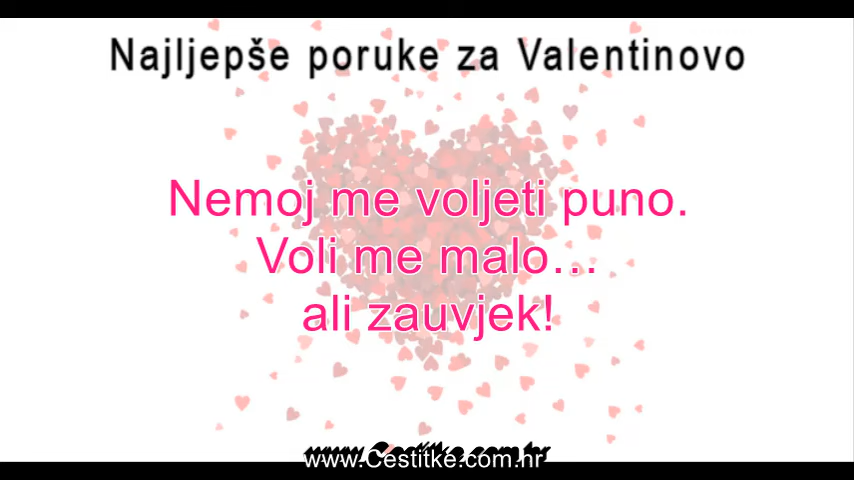 Najljepše poruke za Valentinovo
Nemoj me voljeti puno.
Voli me malo...
ali zauvjek!
www.Cestitke.com.hr